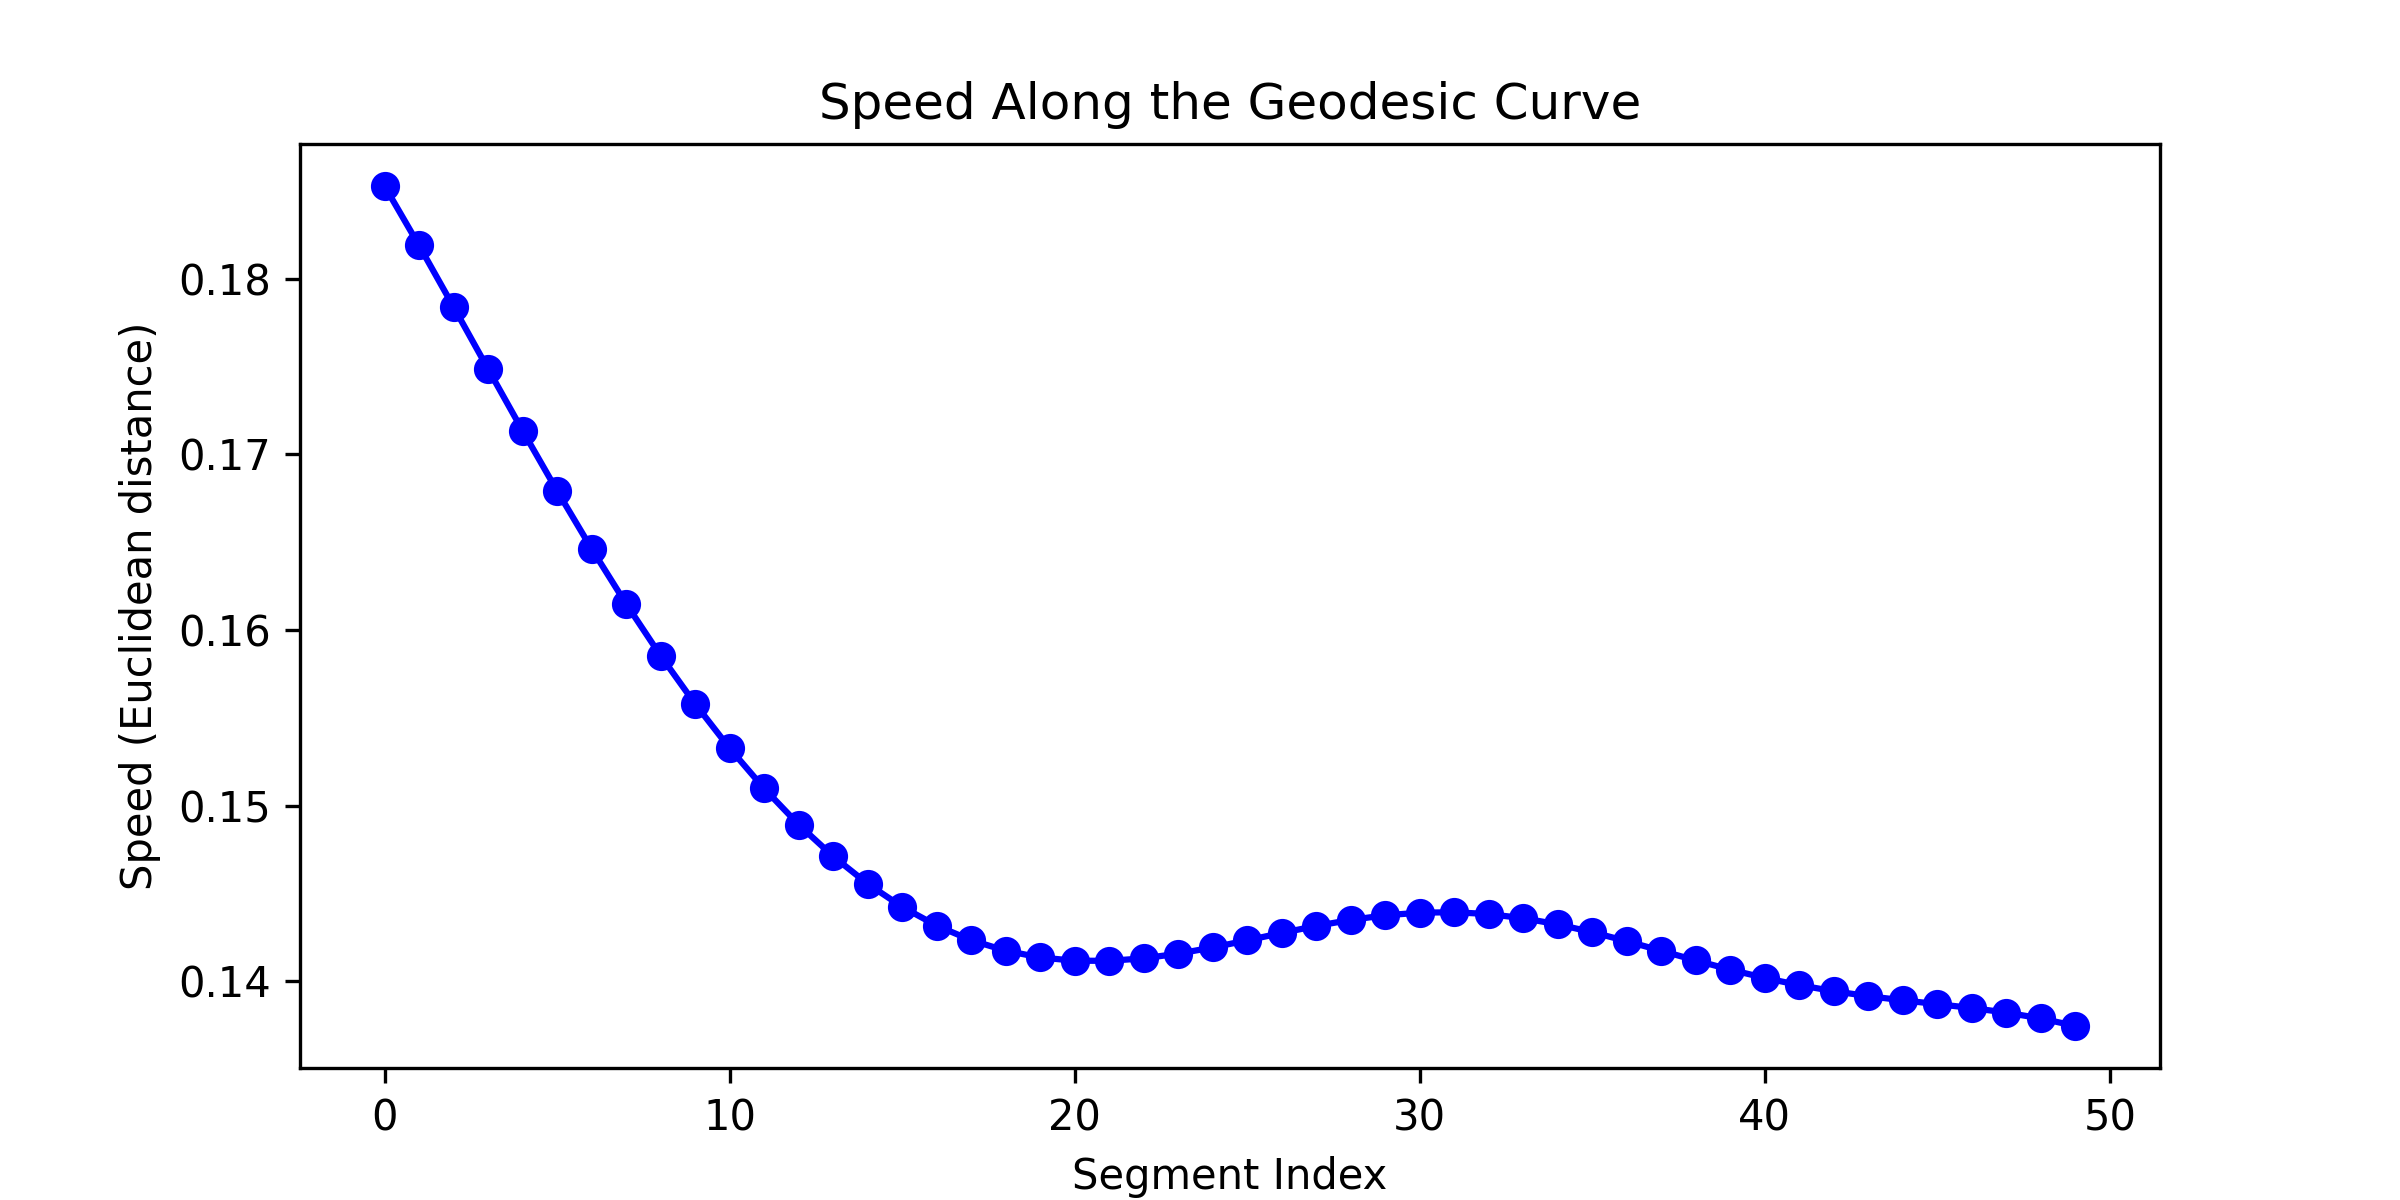 Speed Along the Geodesic Curve
Speed (Euclidean distance)
0.18
0.17
0.16
0.15
0.14
0 10 20 30 40 50
Segment Index